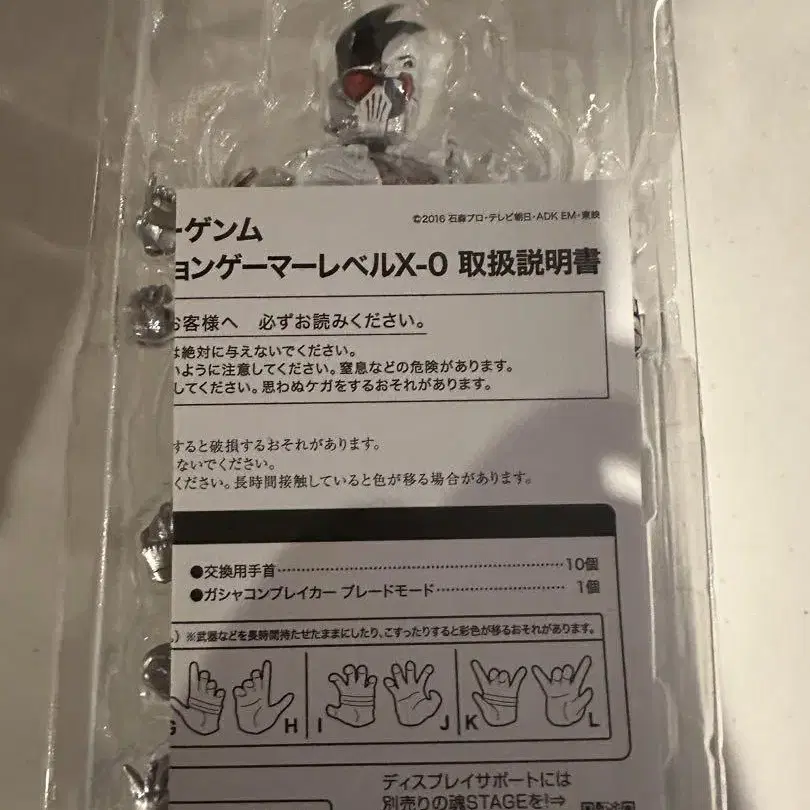 ©2016 石森プロ・テレビ朝日・ADK EM・東映
ーゲンム
ョンゲーマーレベルX-0 取扱説明書
お客様へ 必ずお読みください。
は絶対に与えないでください。
いように注意してください。窒息などの危険があります。
してください。思わぬケガをするおそれがあります。
すると破損するおそれがあります。
ないでください。
ください。長時間接触していると色が移る場合があります。
●交換用手首 10個
●ガシャコンブレイカー ブレードモード 1個
)※武器などを長時間持たせたままにしたり、こすったりすると彩色が移るおそれがあります。
G H I J K L
ディスプレイサポートには
別売りの魂STAGEを!⇒